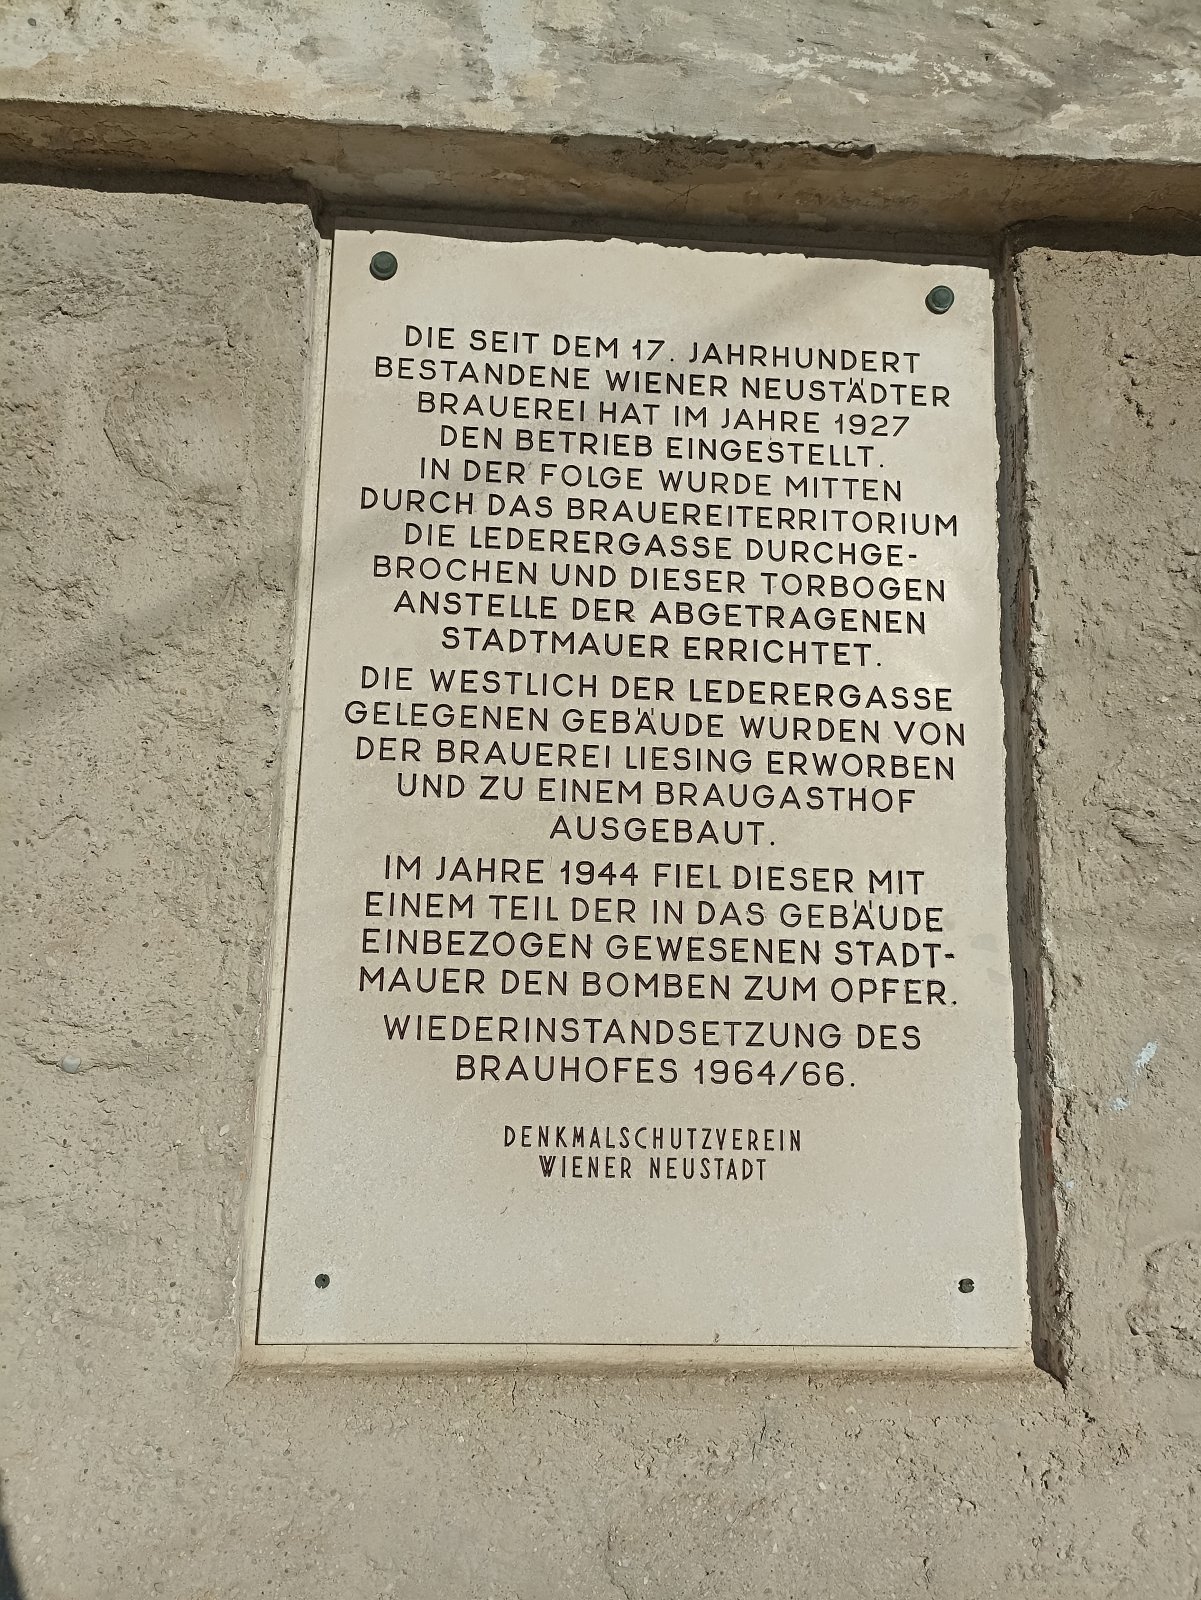 DIE SEIT DEM 17. JAHRHUNDERT
BESTANDENE WIENER NEUSTÄDTER
BRAUEREI HAT IM JAHRE 1927
DEN BETRIEB EINGESTELLT.
IN DER FOLGE WURDE MITTEN
DURCH DAS BRAUEREITERRITORIUM
DIE LEDERERGASSE DURCHGE-
BROCHEN UND DIESER TORBOGEN
ANSTELLE DER ABGETRAGENEN
STADTMAUER ERRICHTET.
DIE WESTLICH DER LEDERERGASSE
GELEGENEN GEBÄUDE WURDEN VON
DER BRAUEREI LIESING ERWORBEN
UND ZU EINEM BRAUGASTHOF
AUSGEBAUT.
IM JAHRE 1944 FIEL DIESER MIT
EINEM TEIL DER IN DAS GEBÄUDE
EINBEZOGEN GEWESENEN STADT-
MAUER DEN BOMBEN ZUM OPFER.
WIEDERINSTANDSETZUNG DES
BRAUHOFES 1964/66.
DENKMALSCHUTZVEREIN
WIENER NEUSTADT